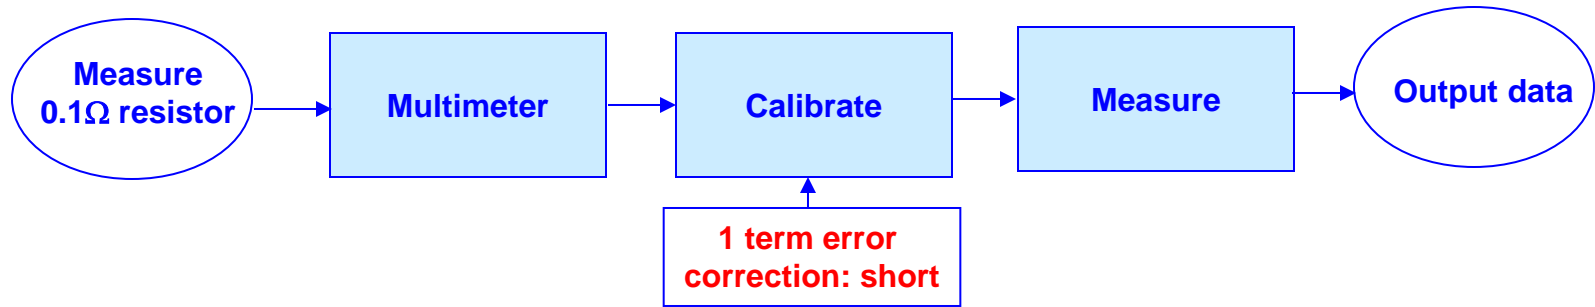 Measure
0.1Ω resistor
Multimeter
Calibrate
Measure
Output data
1 term error
correction: short